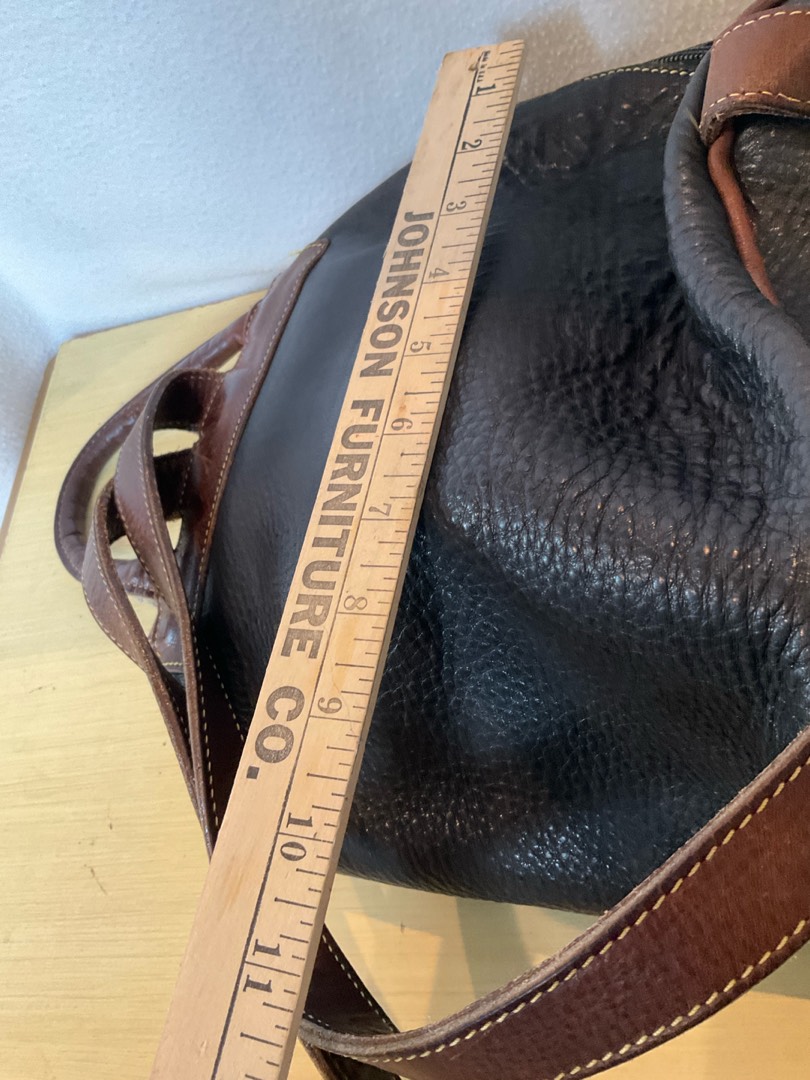 1 2 3 4 5 6 7 8 9 10 11
JOHNSON FURNITURE CO.